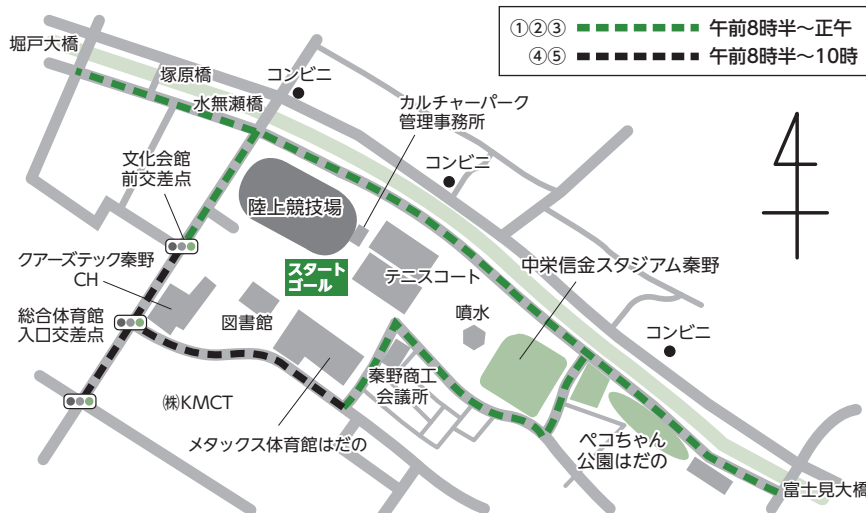 ①②③ 午前8時半～正午
④⑤ 午前8時半～10時
堀戸大橋
塚原橋
水無瀬橋
コンビニ
カルチャーパーク
管理事務所
コンビニ
文化会館
前交差点
陸上競技場
クアーズテック秦野
CH
スタート
ゴール
テニスコート
中栄信金スタジアム秦野
総合体育館
入口交差点
図書館
噴水
コンビニ
秦野商工
会議所
㈱KMCT
メタックス体育館はだの
ペコちゃん
公園はだの
富士見大橋